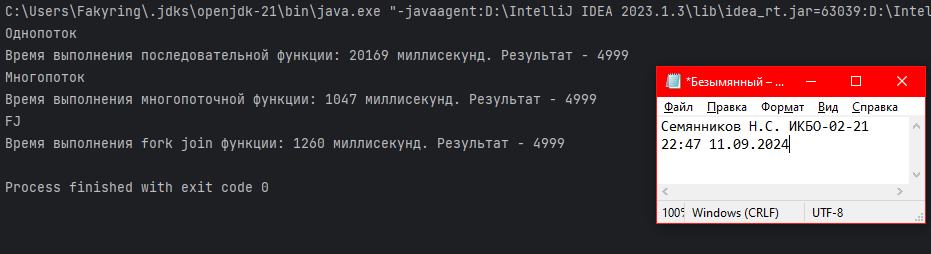 C:\Users\Fakyring\.jdks\openjdk-21\bin\java.exe "-javaagent:D:\IntelliJ IDEA 2023.1.3\lib\idea_rt.jar=63039:D:\Intel
Однопоток
Время выполнения последовательной функции: 20169 миллисекунд. Результат - 4999
Многопоток
Время выполнения многопоточной функции: 1047 миллисекунд. Результат - 4999
FJ
Время выполнения fork join функции: 1260 миллисекунд. Результат - 4999
Process finished with exit code 0
*Безымянный – ...
Файл Правка Формат Вид Справка
Семянников Н.С. ИКБО-02-21
22:47 11.09.2024
100% Windows (CRLF) UTF-8